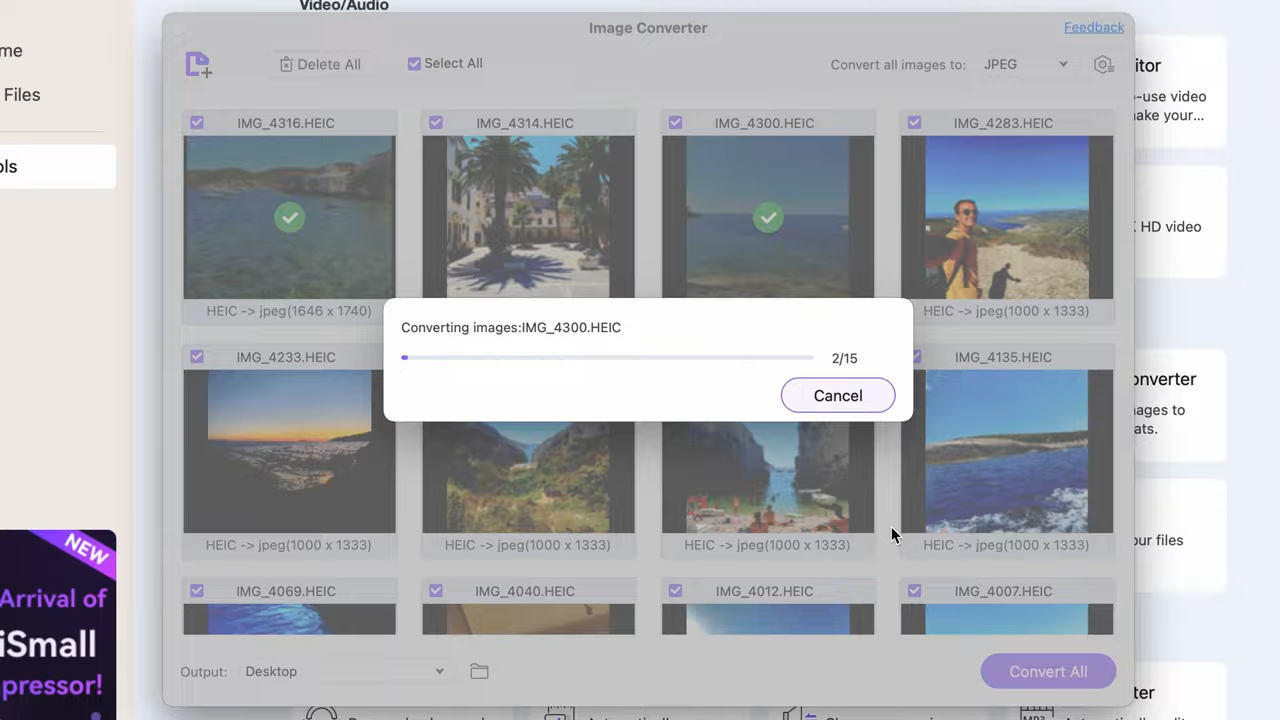 Video/Audio
Image Converter
Feedback
me
Files
ols
Delete All
Select All
Convert all images to:
JPEG
itor
-use video
ake your...
IMG_4316.HEIC
IMG_4314.HEIC
IMG_4300.HEIC
IMG_4283.HEIC
HD video
HEIC -> jpeg(1646 x 1740)
HEIC -> jpeg(1000 x 1333)
Converting images:IMG_4300.HEIC
2/15
Cancel
IMG_4233.HEIC
IMG_4135.HEIC
onverter
ages to
ats.
HEIC -> jpeg(1000 x 1333)
HEIC -> jpeg(1000 x 1333)
HEIC -> jpeg(1000 x 1333)
HEIC -> jpeg(1000 x 1333)
our files
NEW
Arrival of
iSmall
pressor!
IMG_4069.HEIC
IMG_4040.HEIC
IMG_4012.HEIC
IMG_4007.HEIC
Output:
Desktop
Convert All
ter
MP3